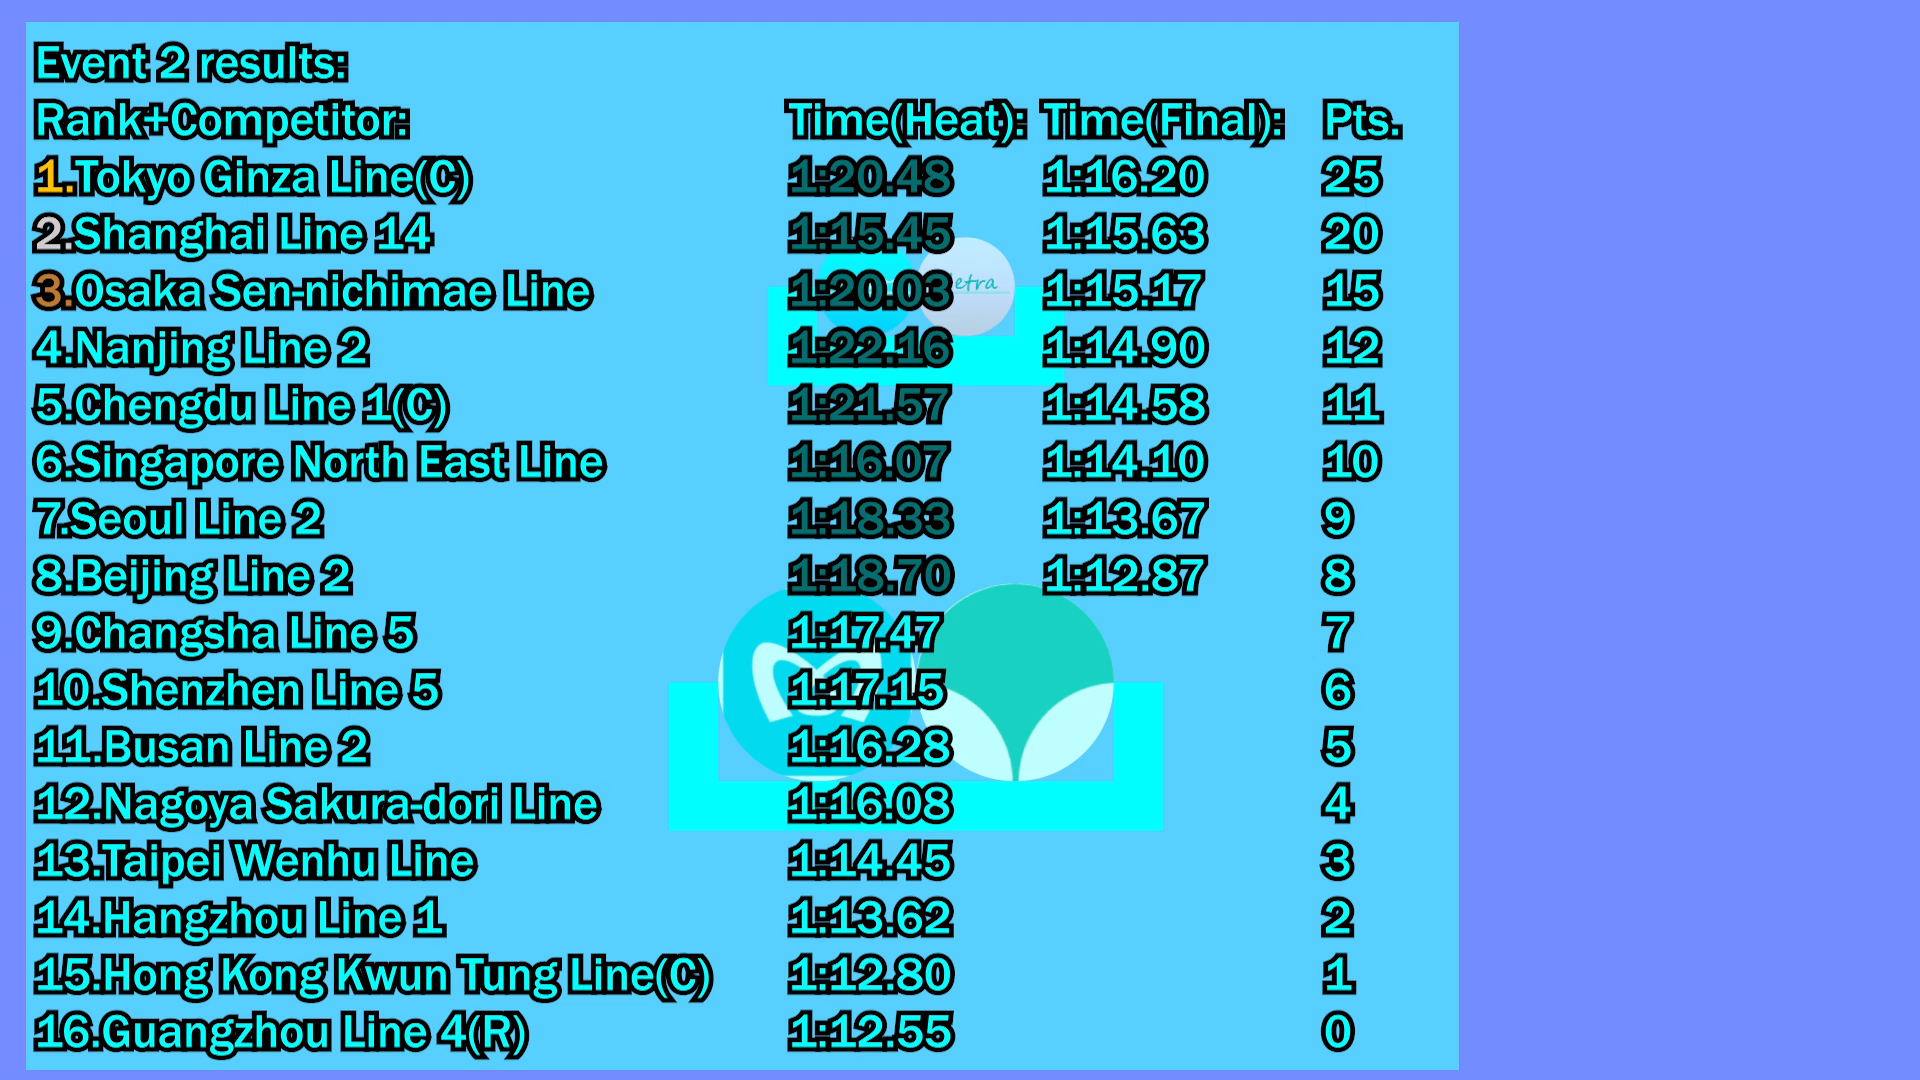 Event 2 results:
Rank+Competitor: Time(Heat): Time(Final): Pts.
1.Tokyo Ginza Line(C) 1:20.48 1:16.20 25
2.Shanghai Line 14 1:15.45 1:15.63 20
3.Osaka Sen-nichimae Line 1:20.03 1:15.17 15
4.Nanjing Line 2 1:22.16 1:14.90 12
5.Chengdu Line 1(C) 1:21.57 1:14.58 11
6.Singapore North East Line 1:16.07 1:14.10 10
7.Seoul Line 2 1:18.33 1:13.67 9
8.Beijing Line 2 1:18.70 1:12.87 8
9.Changsha Line 5 1:17.47 7
10.Shenzhen Line 5 1:17.15 6
11.Busan Line 2 1:16.28 5
12.Nagoya Sakura-dori Line 1:16.08 4
13.Taipei Wenhu Line 1:14.45 3
14.Hangzhou Line 1 1:13.62 2
15.Hong Kong Kwun Tung Line(C) 1:12.80 1
16.Guangzhou Line 4(R) 1:12.55 0